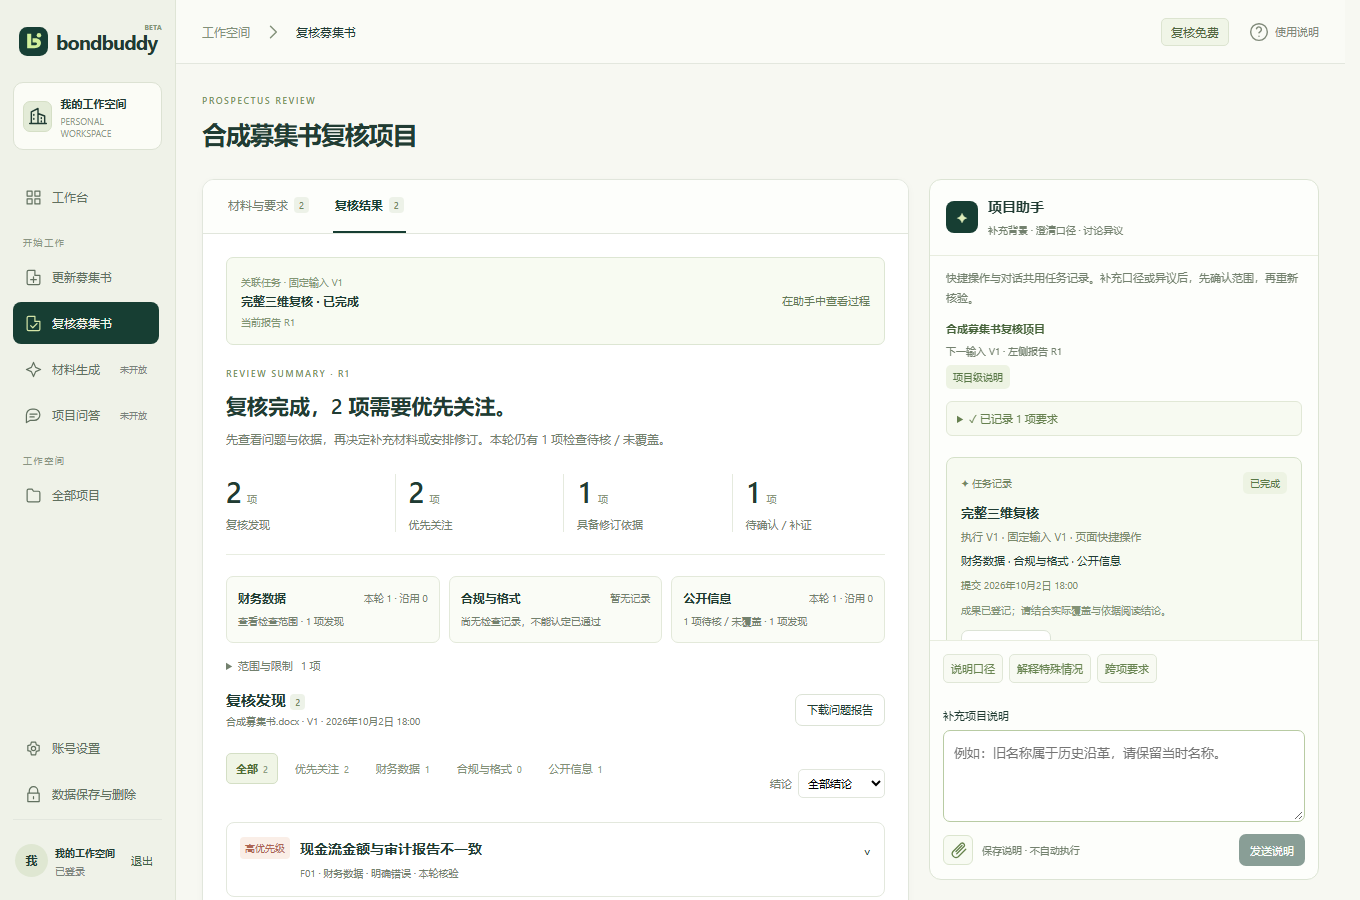 bondbuddy
BETA
我的工作空间
PERSONAL
WORKSPACE
工作台
开始工作
更新募集书
复核募集书
材料生成 未开放
项目问答 未开放
工作空间
全部项目
账号设置
数据保存与删除
我
我的工作空间
已登录
退出
工作空间
复核募集书
复核免费
使用说明
PROSPECTUS REVIEW
合成募集书复核项目
材料与要求 2
复核结果 2
关联任务 · 固定输入 V1
完整三维复核 · 已完成
当前报告 R1
在助手中查看过程
REVIEW SUMMARY · R1
复核完成，2 项需要优先关注。
先查看问题与依据，再决定补充材料或安排修订。本轮仍有 1 项检查待核 / 未覆盖。
2 项
复核发现
2 项
优先关注
1 项
具备修订依据
1 项
待确认 / 补证
财务数据 本轮 1 · 沿用 0
查看检查范围 · 1 项发现
合规与格式 暂无记录
尚无检查记录，不能认定已通过
公开信息 本轮 1 · 沿用 0
1 项待核 / 未覆盖 · 1 项发现
▶ 范围与限制 1 项
复核发现 2
合成募集书.docx · V1 · 2026年10月2日 18:00
下载问题报告
全部 2
优先关注 2
财务数据 1
合规与格式 0
公开信息 1
结论 全部结论
高优先级 现金流金额与审计报告不一致
F01 · 财务数据 · 明确错误 · 本轮核验
项目助手
补充背景 · 澄清口径 · 讨论异议
快捷操作与对话共用任务记录。补充口径或异议后，先确认范围，再重新
核验。
合成募集书复核项目
下一输入 V1 · 左侧报告 R1
项目级说明
▶ ✓ 已记录 1 项要求
✦ 任务记录 已完成
完整三维复核
执行 V1 · 固定输入 V1 · 页面快捷操作
财务数据 · 合规与格式 · 公开信息
提交 2026年10月2日 18:00
成果已登记；请结合实际覆盖与依据阅读结论。
说明口径
解释特殊情况
跨项要求
补充项目说明
例如：旧名称属于历史沿革，请保留当时名称。
保存说明 · 不自动执行
发送说明